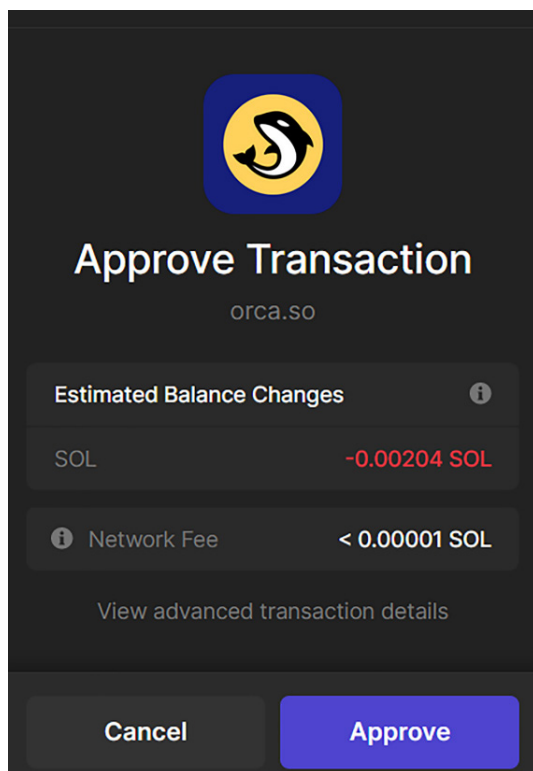 Approve Transaction
orca.so
Estimated Balance Changes
SOL -0.00204 SOL
Network Fee < 0.00001 SOL
View advanced transaction details
Cancel Approve